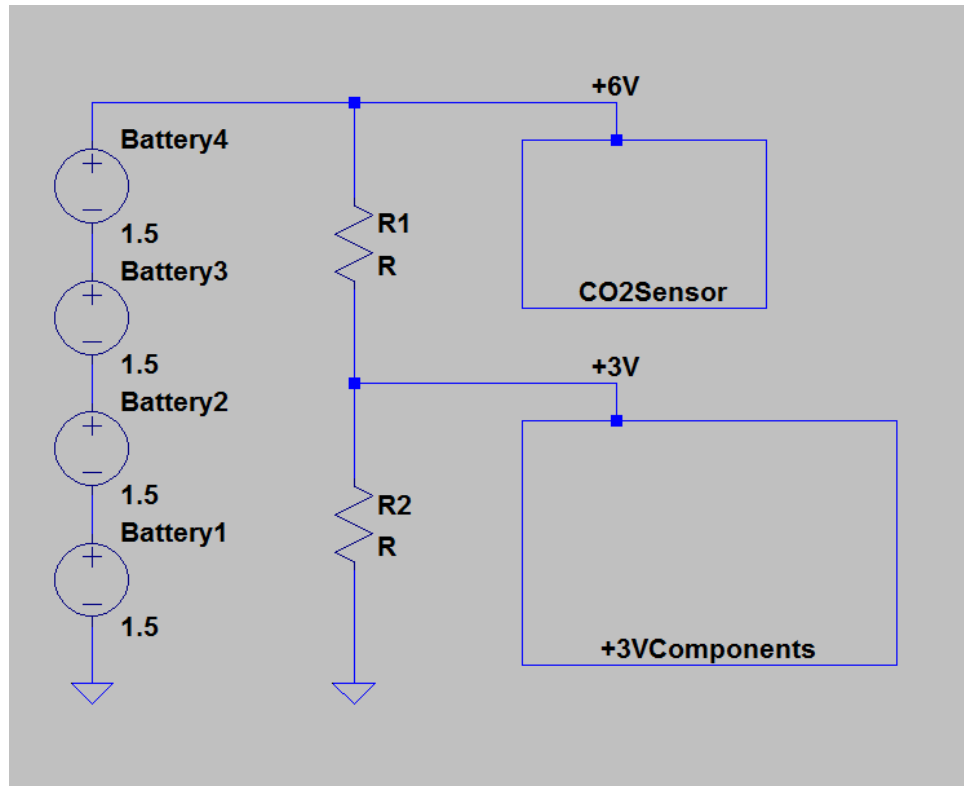 +6V
Battery4
1.5
R1
R
Battery3
CO2Sensor
1.5
+3V
Battery2
1.5
R2
Battery1
R
1.5
+3VComponents